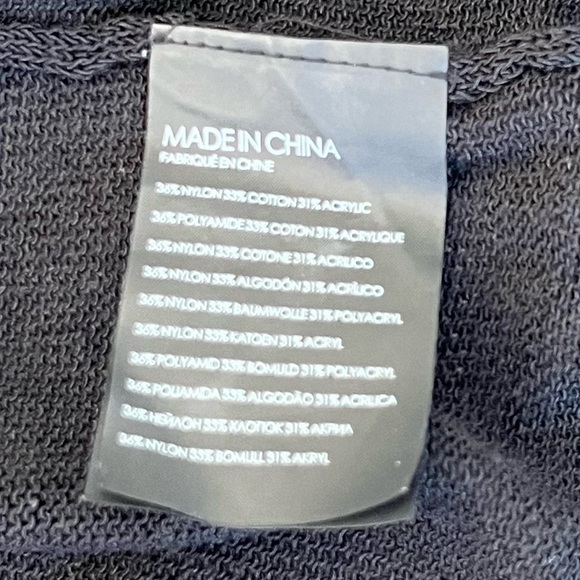 MADE IN CHINA
FABRIQUÉ EN CHINE
36% NYLON 33% COTTON 31% ACRYLIC
36% POLYAMIDE 33% COTON 31% ACRYLIQUE
36% NYLON 33% COTONE 31% ACRILICO
36% NYLON 33% ALGODÓN 31% ACRÍLICO
36% NYLON 33% BAUMWOLLE 31% POLYACRYL
36% NYLON 33% KATOEN 31% ACRYL
36% POLYAMID 33% BOMULD 31% POLYACRYL
36% POLIAMIDA 33% ALGODÃO 31% ACRILICA
36% НЕЙЛОН 33% ХЛОПОК 31% АКРИЛ
36% NYLON 33% BOMULL 31% AKRYL